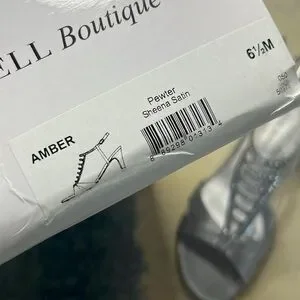 ELL Boutique
AMBER
Pewter
Sheena Satin
6½M